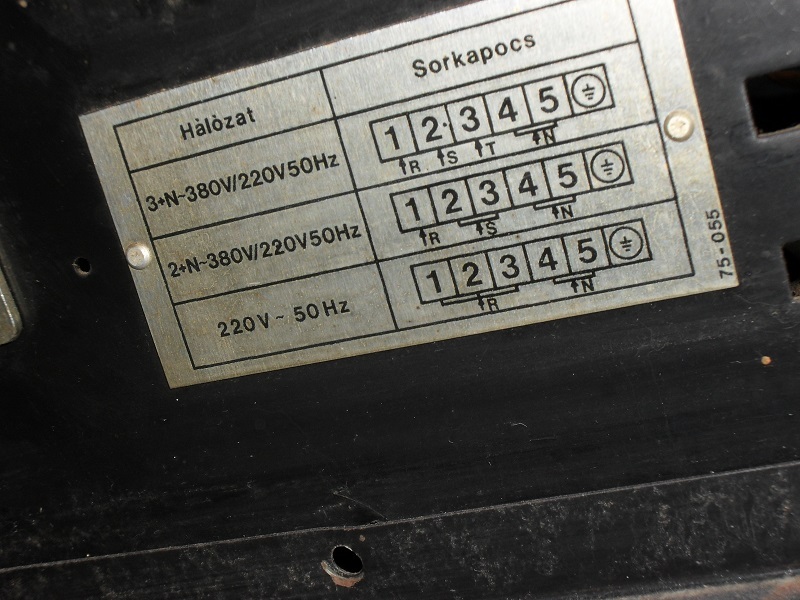 Hàlòzat
Sorkapocs
3+N~380V/220V50Hz
1 2 3 4 5
R S T N
2+N~380V/220V50Hz
1 2 3 4 5
R S N
220V~ 50Hz
1 2 3 4 5
R N
75-055